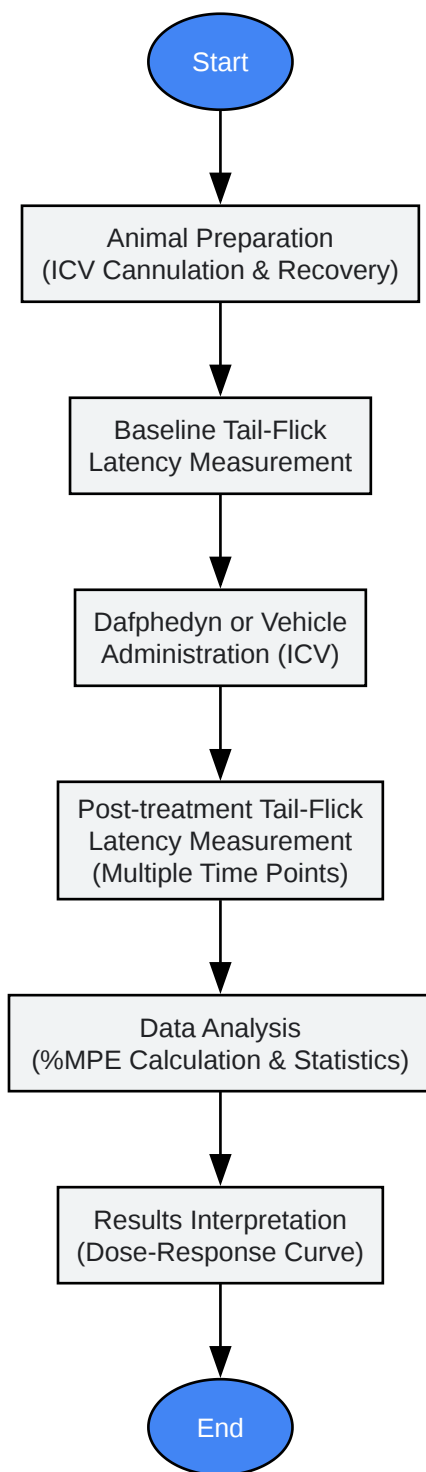 Start
Animal Preparation
(ICV Cannulation & Recovery)
Baseline Tail-Flick
Latency Measurement
Dafphedyn or Vehicle
Administration (ICV)
Post-treatment Tail-Flick
Latency Measurement
(Multiple Time Points)
Data Analysis
(%MPE Calculation & Statistics)
Results Interpretation
(Dose-Response Curve)
End